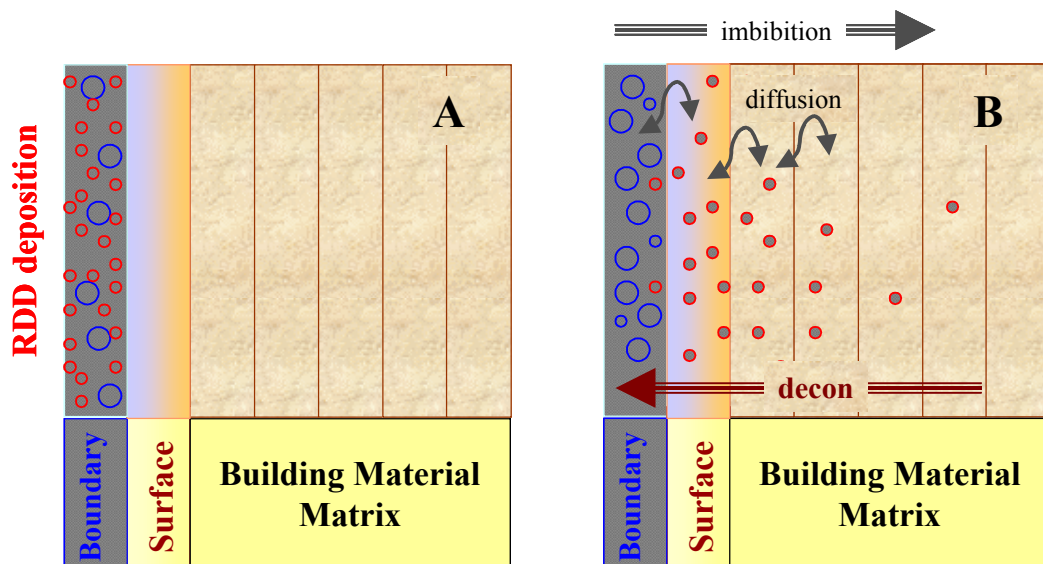 imbibition
RDD deposition
A
diffusion
B
decon
Boundary
Surface
Building Material
Matrix
Boundary
Surface
Building Material
Matrix